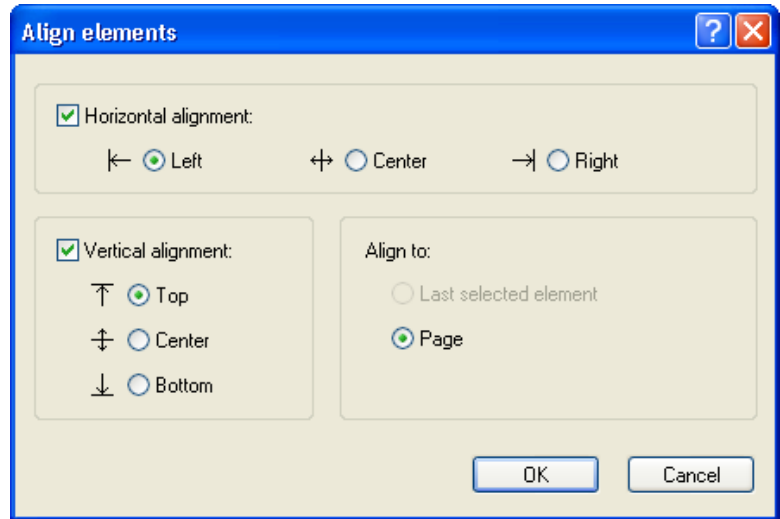 Align elements
Horizontal alignment:
Left Center Right
Vertical alignment:
Top
Center
Bottom
Align to:
Last selected element
Page
OK Cancel